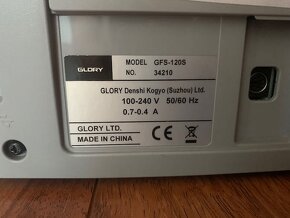 GLORY
MODEL GFS-120S
NO. 34210
GLORY Denshi Kogyo (Suzhou) Ltd.
100-240 V 50/60 Hz
0.7-0.4 A
GLORY LTD.
MADE IN CHINA
CE